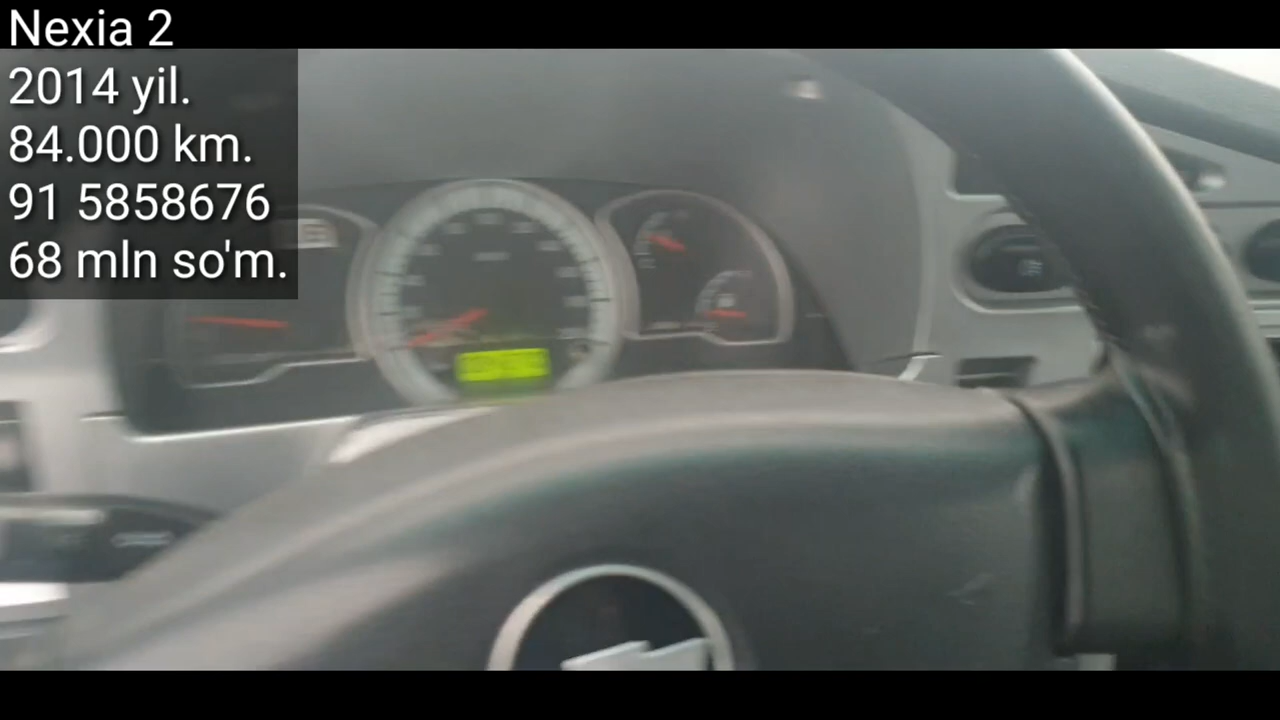 Nexia 2
2014 yil.
84.000 km.
91 5858676
68 mln so'm.